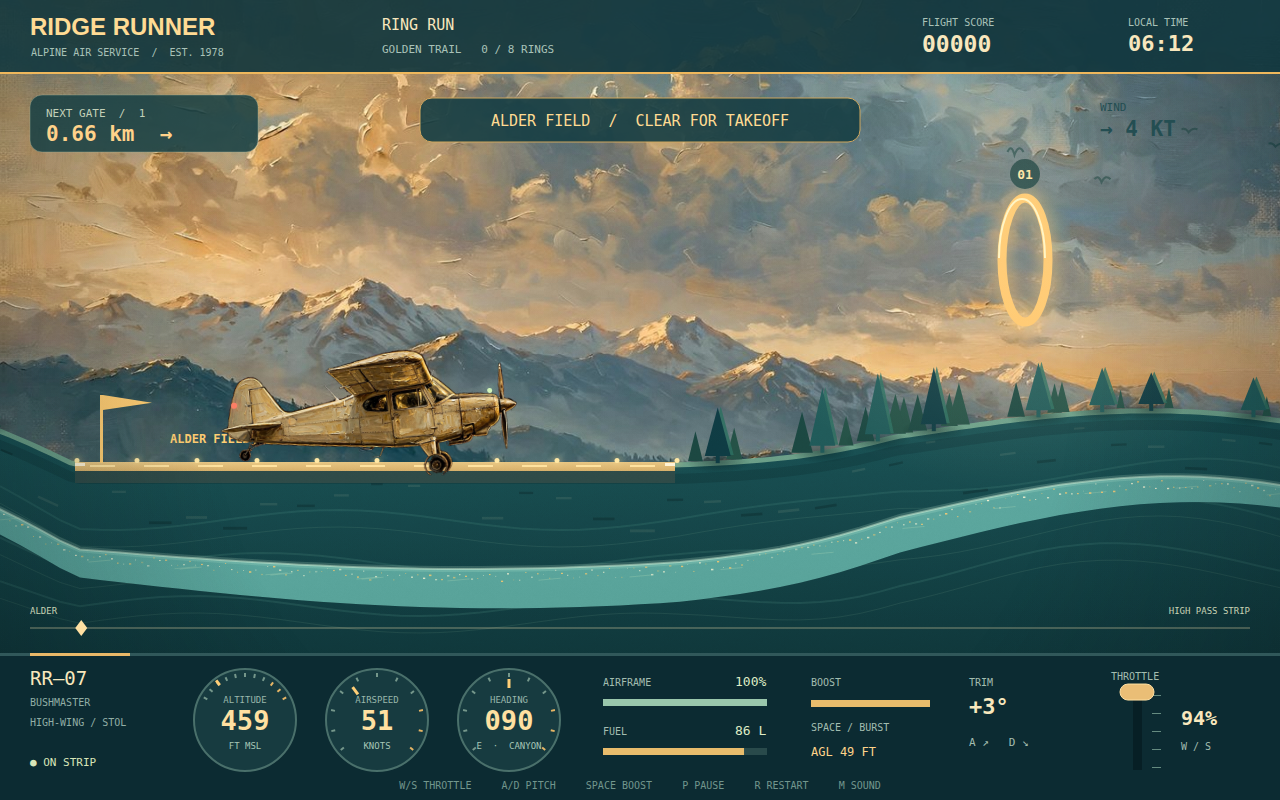 RIDGE RUNNER
ALPINE AIR SERVICE / EST. 1978
RING RUN
GOLDEN TRAIL 0 / 8 RINGS
FLIGHT SCORE
00000
LOCAL TIME
06:12
NEXT GATE / 1
0.66 km →
ALDER FIELD / CLEAR FOR TAKEOFF
WIND
→ 4 KT
01
ALDER
ALDER
HIGH PASS STRIP
RR—07
BUSHMASTER
HIGH-WING / STOL
● ON STRIP
ALTITUDE
459
FT MSL
AIRSPEED
51
KNOTS
HEADING
090
E · CANYON
AIRFRAME 100%
FUEL 86 L
BOOST
SPACE / BURST
AGL 49 FT
TRIM
+3°
A ↗ D ↘
THROTTLE
94%
W / S
W/S THROTTLE A/D PITCH SPACE BOOST P PAUSE R RESTART M SOUND